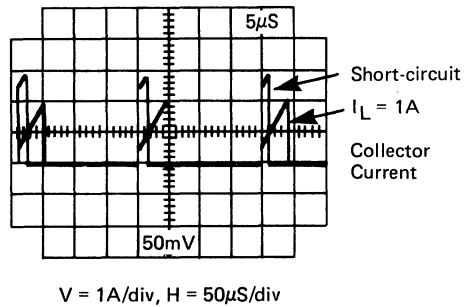 5µS
Short-circuit
I_L = 1A
Collector
Current
50mV
V = 1A/div, H = 50µS/div